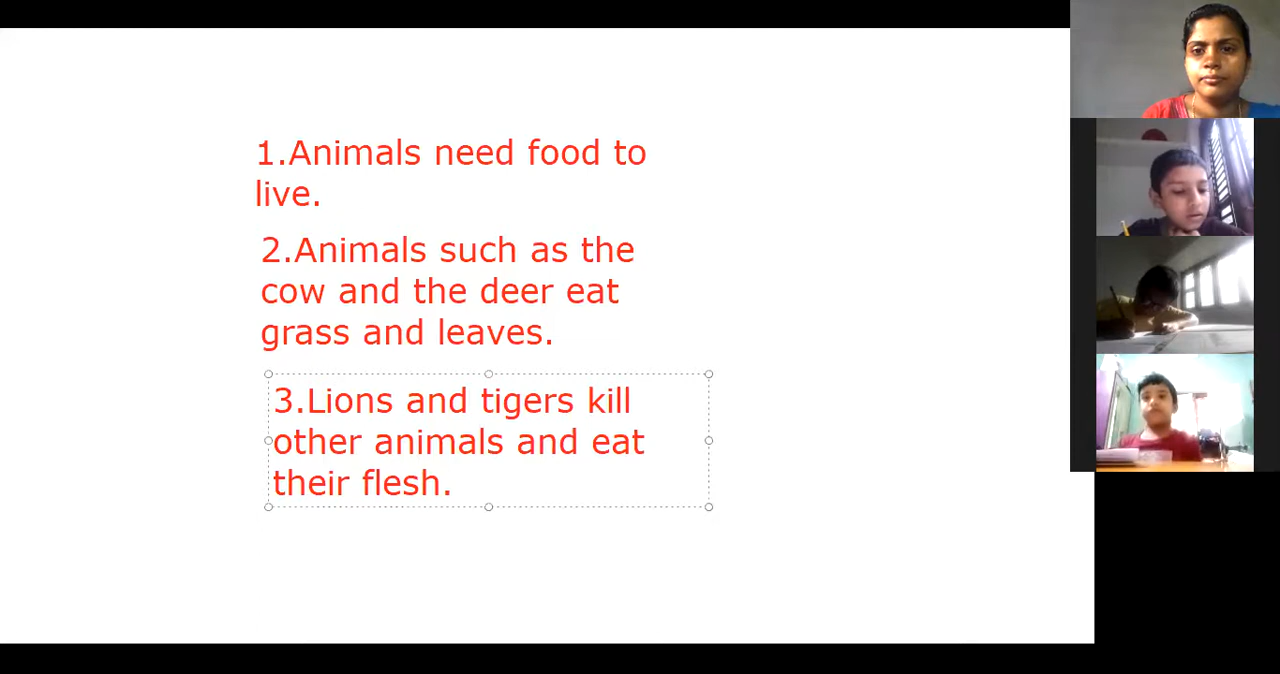 1.Animals need food to
live.
2.Animals such as the
cow and the deer eat
grass and leaves.
3.Lions and tigers kill
other animals and eat
their flesh.